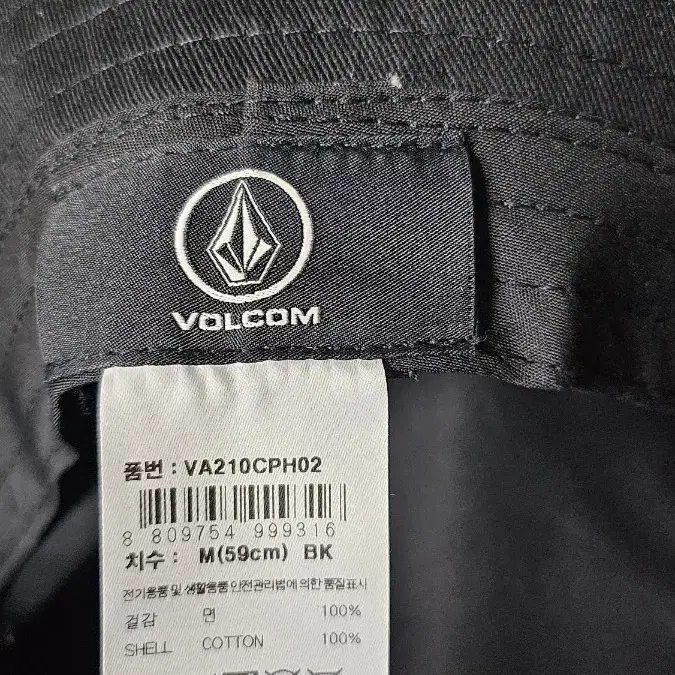 VOLCOM
품번 : VA210CPH02
8 809754 999316
치수 : M(59cm) BK
전기용품 및 생활용품 안전관리법에 의한 품질표시
겉감 면 100%
SHELL COTTON 100%